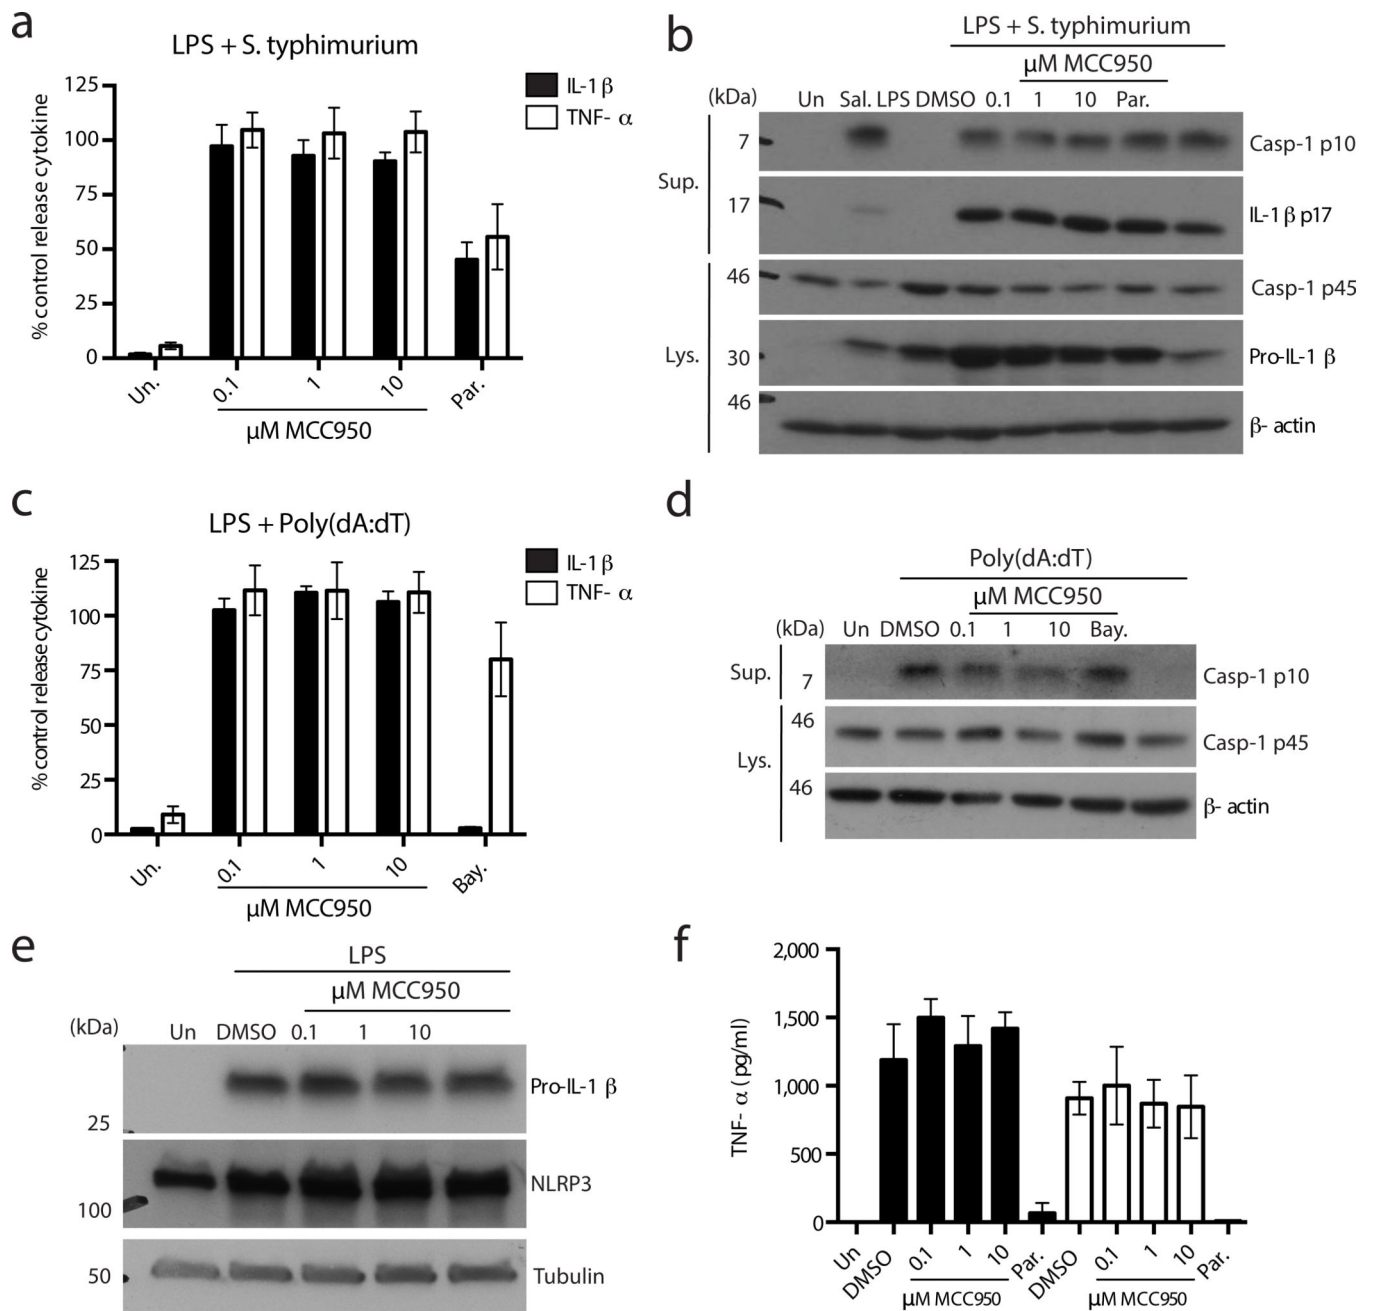 a
LPS + S. typhimurium
IL-1 β
TNF- α
% control release cytokine
125
100
75
50
25
0
Un.
0.1
1
10
Par.
µM MCC950
b
LPS + S. typhimurium
µM MCC950
(kDa) Un Sal. LPS DMSO 0.1 1 10 Par.
Sup.
7
Casp-1 p10
17
IL-1 β p17
Lys.
46
Casp-1 p45
30
Pro-IL-1 β
46
β- actin
c
LPS + Poly(dA:dT)
IL-1 β
TNF- α
% control release cytokine
125
100
75
50
25
0
Un.
0.1
1
10
Bay.
µM MCC950
d
Poly(dA:dT)
µM MCC950
(kDa) Un DMSO 0.1 1 10 Bay.
Sup.
7
Casp-1 p10
Lys.
46
Casp-1 p45
46
β- actin
e
LPS
µM MCC950
(kDa) Un DMSO 0.1 1 10
Pro-IL-1 β
25
NLRP3
100
50
Tubulin
f
TNF- α (pg/ml)
2,000
1,500
1,000
500
0
Un
DMSO
0.1
1
10
Par.
DMSO
0.1
1
10
Par.
µM MCC950
µM MCC950